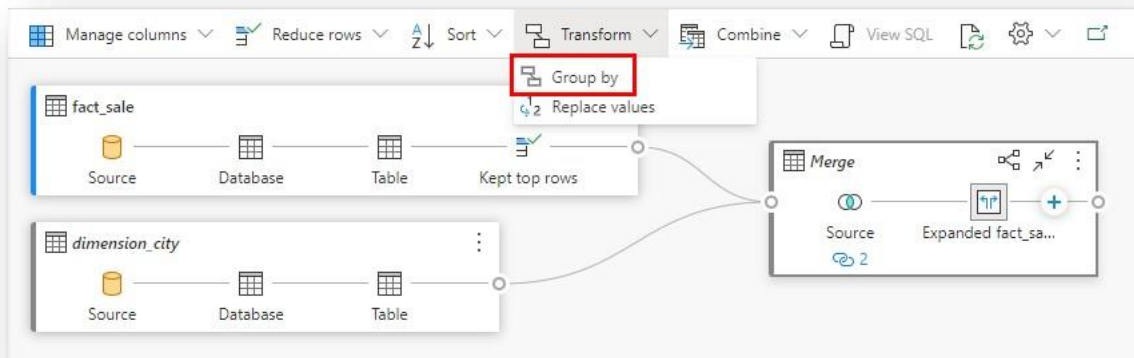 Manage columns Reduce rows Sort Transform Combine View SQL
Group by
Replace values
fact_sale
Source Database Table Kept top rows
Merge
Source Expanded fact_sa...
2
dimension_city
Source Database Table